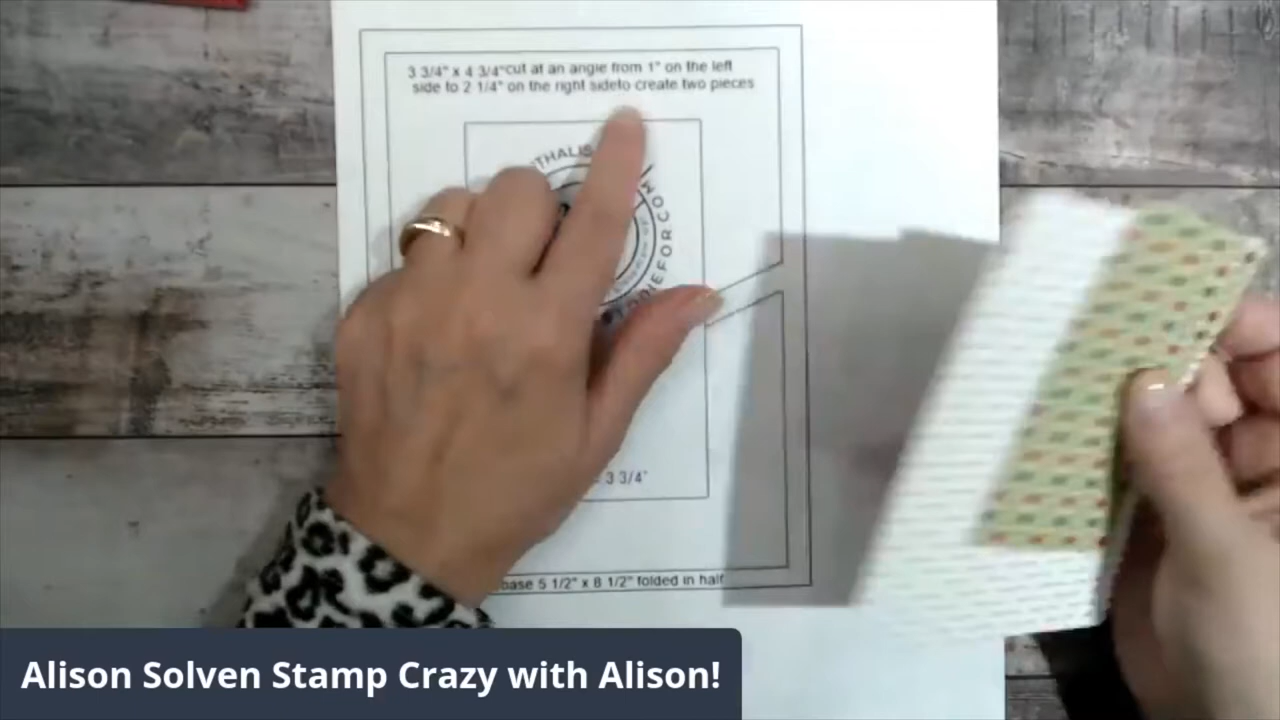 3 3/4" x 4 3/4"cut at an angle from 1" on the left
side to 2 1/4" on the right sideto create two pieces
3 3/4"
base 5 1/2" x 8 1/2" folded in half
Alison Solven Stamp Crazy with Alison!